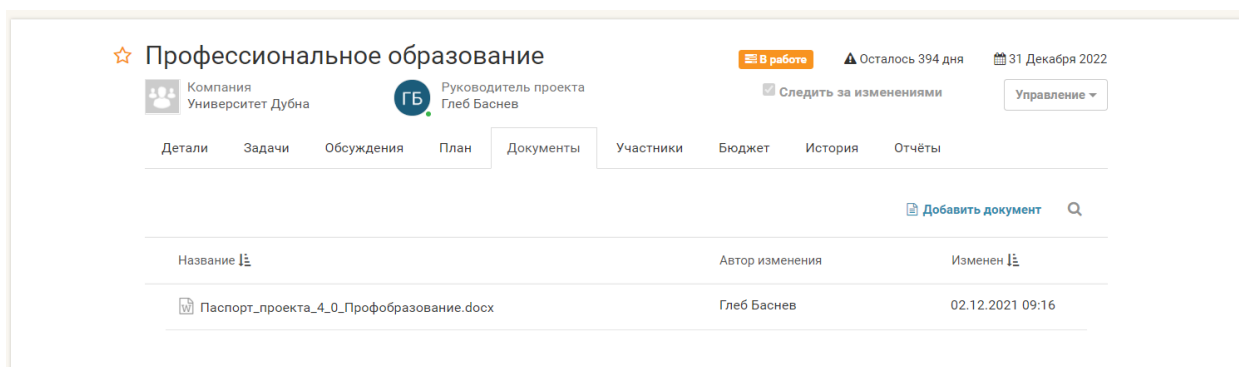 Профессиональное образование
В работе Осталось 394 дня 31 Декабря 2022
Компания
Университет Дубна
ГБ
Руководитель проекта
Глеб Баснев
Следить за изменениями
Управление
Детали Задачи Обсуждения План Документы Участники Бюджет История Отчёты
Добавить документ
Название Автор изменения Изменен
Паспорт_проекта_4_0_Профобразование.docx Глеб Баснев 02.12.2021 09:16